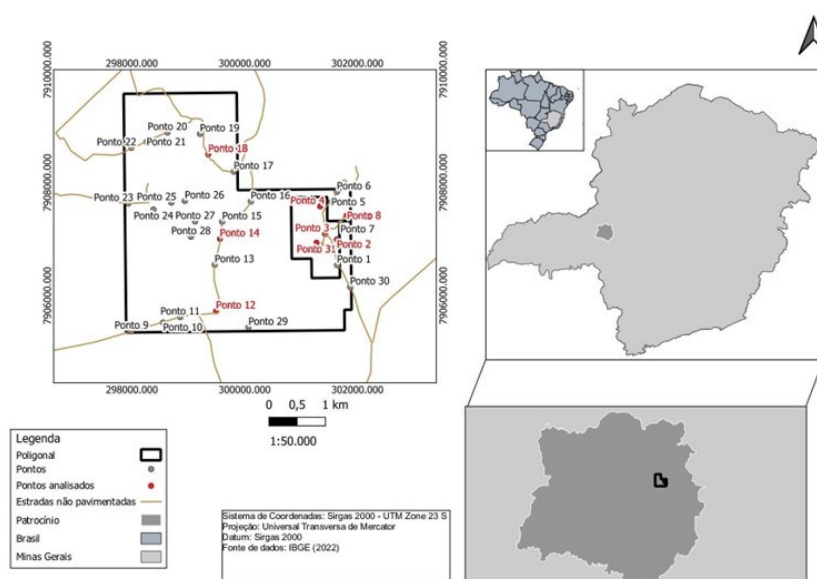 298000.000 300000.000 302000.000
7910000.000
7910000.000
Ponto 20
Ponto 19
Ponto 22
Ponto 21
Ponto 18
Ponto 17
7908000.000
7908000.000
Ponto 6
Ponto 23
Ponto 25
Ponto 26
Ponto 16
Ponto 4
Ponto 5
Ponto 24
Ponto 27
Ponto 15
Ponto 8
Ponto 28
Ponto 14
Ponto 3
Ponto 7
Ponto 31
Ponto 2
Ponto 13
Ponto 1
Ponto 30
7906000.000
7906000.000
Ponto 12
Ponto 9
Ponto 11
Ponto 10
Ponto 29
298000.000 300000.000 302000.000
0 0,5 1 km
1:50.000
Legenda
Poligonal
Pontos
Pontos analisados
Estradas não pavimentadas
Patrocínio
Brasil
Minas Gerais
Sistema de Coordenadas: Sirgas 2000 - UTM Zone 23 S
Projeção: Universal Transversa de Mercator
Datum: Sirgas 2000
Fonte de dados: IBGE (2022)